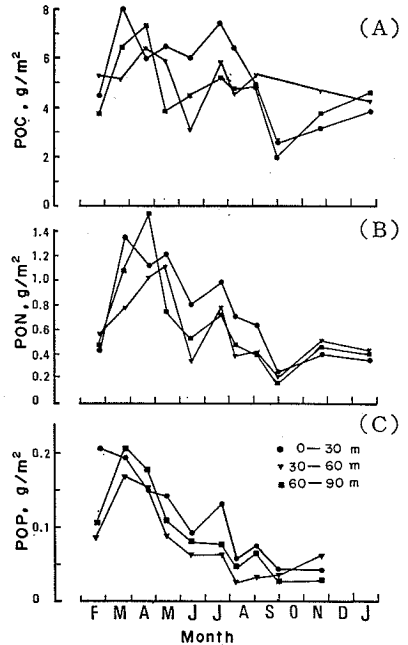 (A)
8
6
4
2
0
POC, g/m²
(B)
1.4
1.2
1.0
0.8
0.6
0.4
0.2
0
PON, g/m²
(C)
0.2
0.1
0
POP, g/m²
0—30 m
30—60 m
60—90 m
F M A M J J A S O N D J
Month